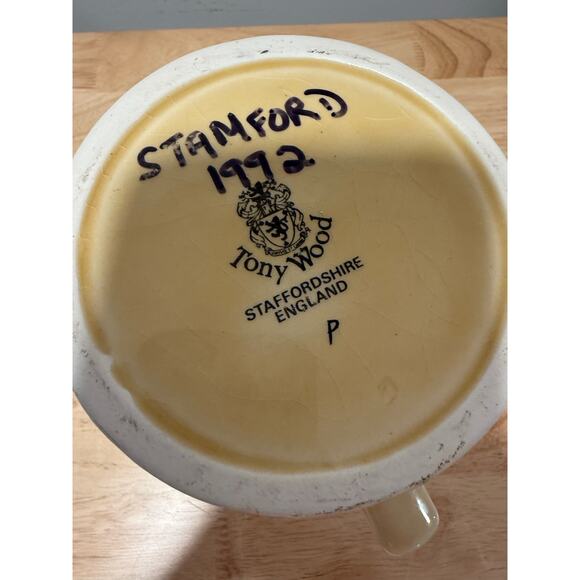 STAMFORD
1992
Tony Wood
STAFFORDSHIRE
ENGLAND
P